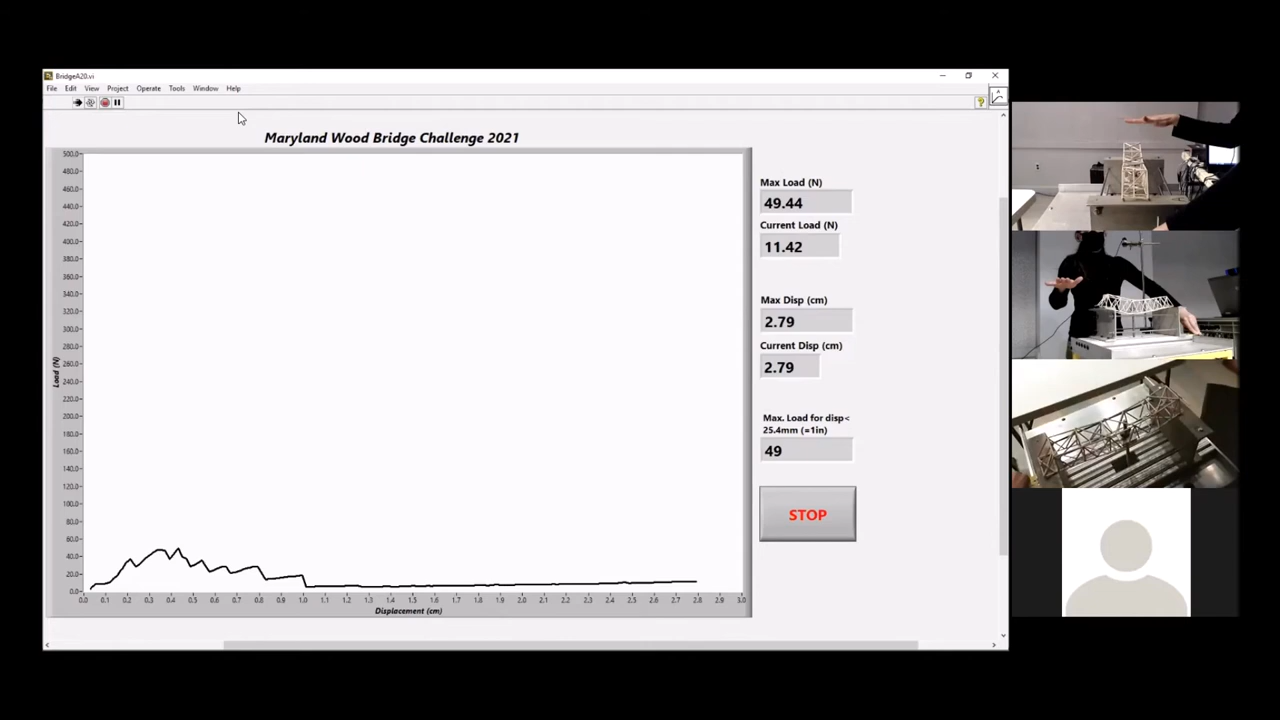 BridgeA20.vi
File Edit View Project Operate Tools Window Help
Maryland Wood Bridge Challenge 2021
500.0
480.0
460.0
440.0
420.0
400.0
380.0
360.0
340.0
320.0
300.0
280.0
260.0
240.0
220.0
200.0
180.0
160.0
140.0
120.0
100.0
80.0
60.0
40.0
20.0
0.0
Load (N)
0.0 0.1 0.2 0.3 0.4 0.5 0.6 0.7 0.8 0.9 1.0 1.1 1.2 1.3 1.4 1.5 1.6 1.7 1.8 1.9 2.0 2.1 2.2 2.3 2.4 2.5 2.6 2.7 2.8 2.9 3.0
Displacement (cm)
Max Load (N)
49.44
Current Load (N)
11.42
Max Disp (cm)
2.79
Current Disp (cm)
2.79
Max. Load for disp<
25.4mm (=1in)
49
STOP